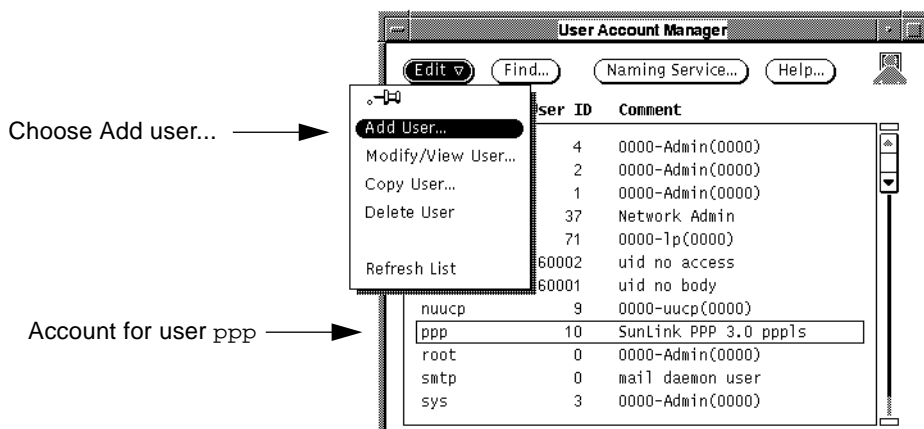 User Account Manager
Edit Find... Naming Service... Help...
ser ID Comment
Choose Add user...
Add User...
Modify/View User...
Copy User...
Delete User
Refresh List
4 0000-Admin(0000)
2 0000-Admin(0000)
1 0000-Admin(0000)
37 Network Admin
71 0000-lp(0000)
60002 uid no access
60001 uid no body
nuucp 9 0000-uucp(0000)
Account for user ppp
ppp 10 SunLink PPP 3.0 pppls
root 0 0000-Admin(0000)
smtp 0 mail daemon user
sys 3 0000-Admin(0000)